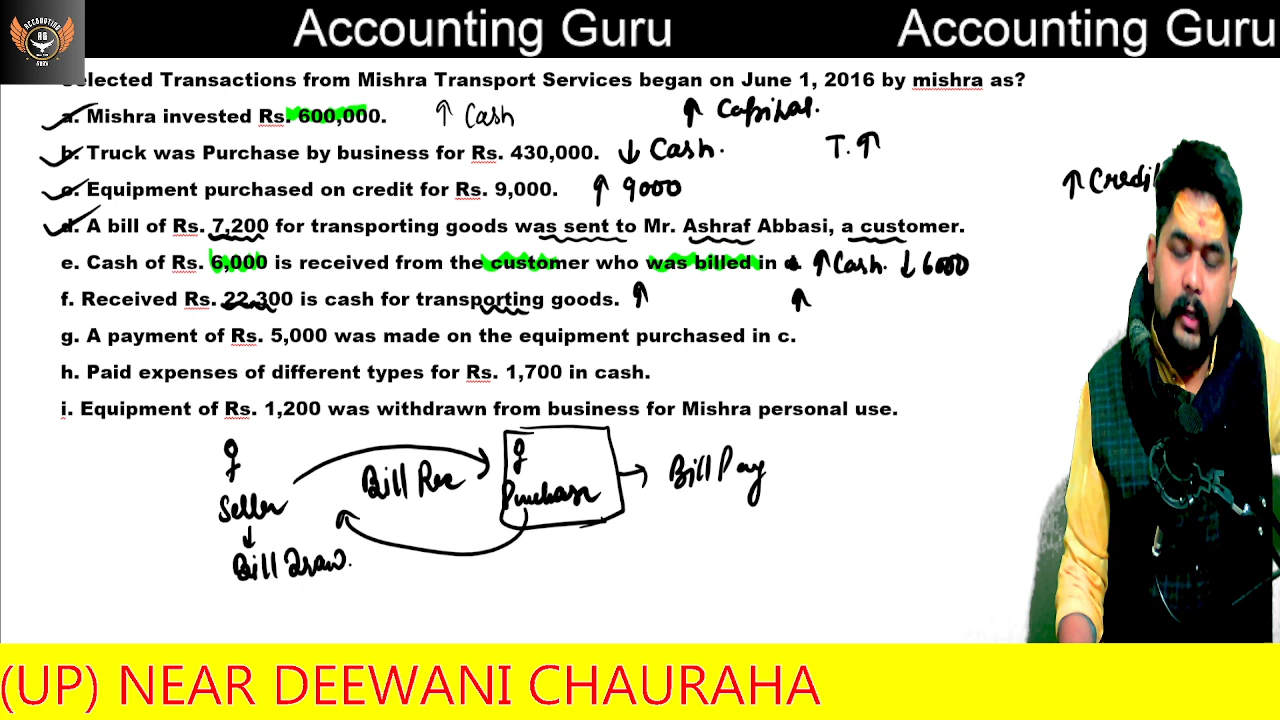 Accounting Guru Accounting Guru
ACCOUNTING
AG
GURU
elected Transactions from Mishra Transport Services began on June 1, 2016 by mishra as?
a. Mishra invested Rs. 600,000. ↑ Cash ↑ Capital.
b. Truck was Purchase by business for Rs. 430,000. ↓ Cash. T. ↑
c. Equipment purchased on credit for Rs. 9,000. ↑ 9000 ↑ Credit
d. A bill of Rs. 7,200 for transporting goods was sent to Mr. Ashraf Abbasi, a customer.
e. Cash of Rs. 6,000 is received from the customer who was billed in d. ↑ Cash. ↓ 6000
f. Received Rs. 22,300 is cash for transporting goods. ↑ ↑
g. A payment of Rs. 5,000 was made on the equipment purchased in c.
h. Paid expenses of different types for Rs. 1,700 in cash.
i. Equipment of Rs. 1,200 was withdrawn from business for Mishra personal use.
Seller Bill Rec Purchase → Bill Pay
Bill Draw.
(UP) NEAR DEEWANI CHAURAHA